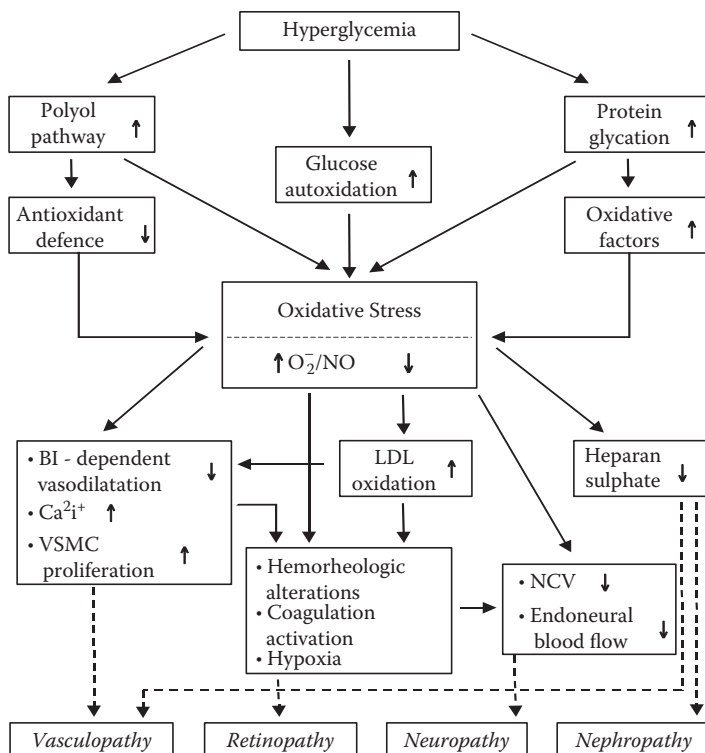 Hyperglycemia
Polyol
pathway ↑
Protein
glycation ↑
Glucose
autoxidation ↑
Antioxidant
defence ↓
Oxidative
factors ↑
Oxidative Stress
↑ O₂⁻/NO ↓
• BI - dependent
vasodilatation ↓
• Ca²i⁺ ↑
• VSMC
proliferation ↑
LDL
oxidation ↑
Heparan
sulphate ↓
• Hemorheologic
alterations
• Coagulation
activation
• Hypoxia
• NCV ↓
• Endoneural
blood flow ↓
Vasculopathy
Retinopathy
Neuropathy
Nephropathy